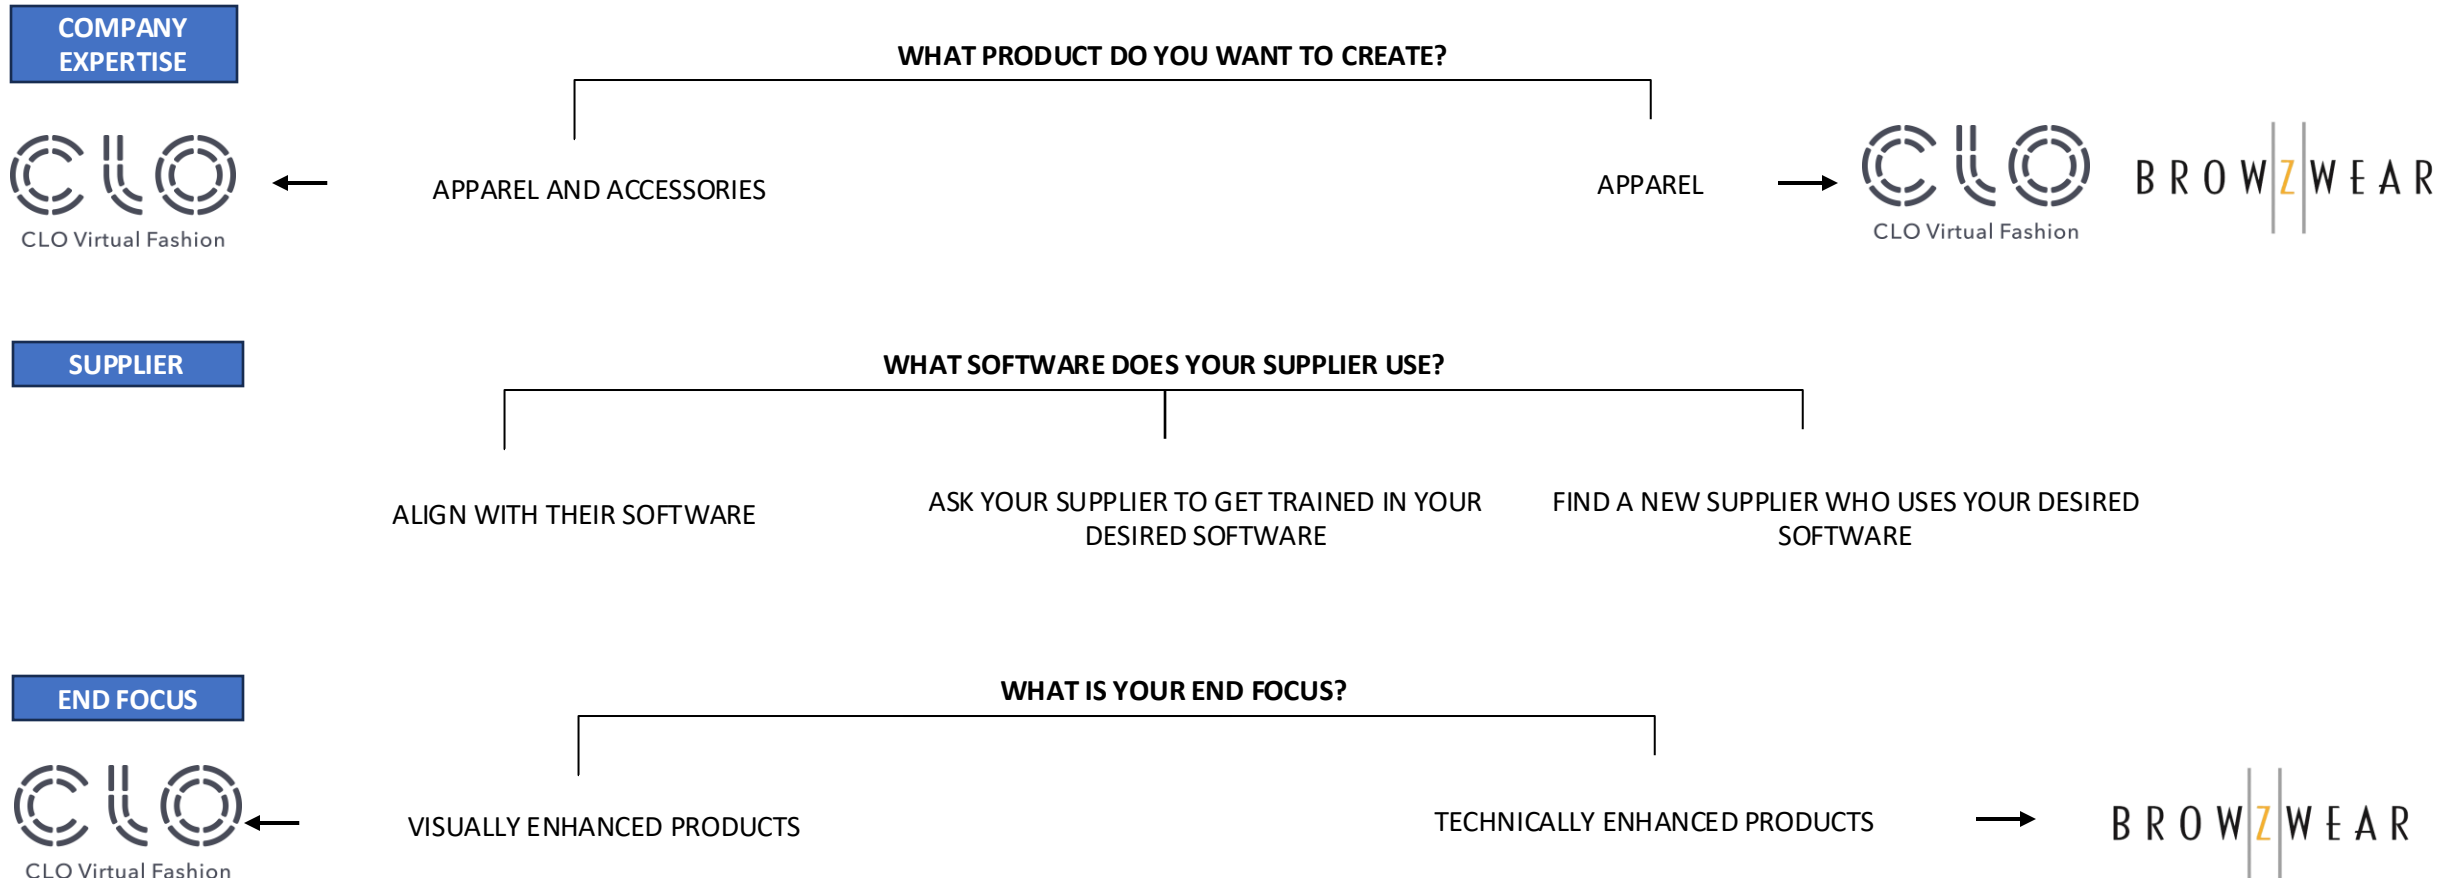 COMPANY
EXPERTISE
WHAT PRODUCT DO YOU WANT TO CREATE?
CLO
CLO Virtual Fashion
APPAREL AND ACCESSORIES
APPAREL
CLO
CLO Virtual Fashion
BROWZWEAR
SUPPLIER
WHAT SOFTWARE DOES YOUR SUPPLIER USE?
ALIGN WITH THEIR SOFTWARE
ASK YOUR SUPPLIER TO GET TRAINED IN YOUR
DESIRED SOFTWARE
FIND A NEW SUPPLIER WHO USES YOUR DESIRED
SOFTWARE
END FOCUS
WHAT IS YOUR END FOCUS?
CLO
CLO Virtual Fashion
VISUALLY ENHANCED PRODUCTS
TECHNICALLY ENHANCED PRODUCTS
BROWZWEAR